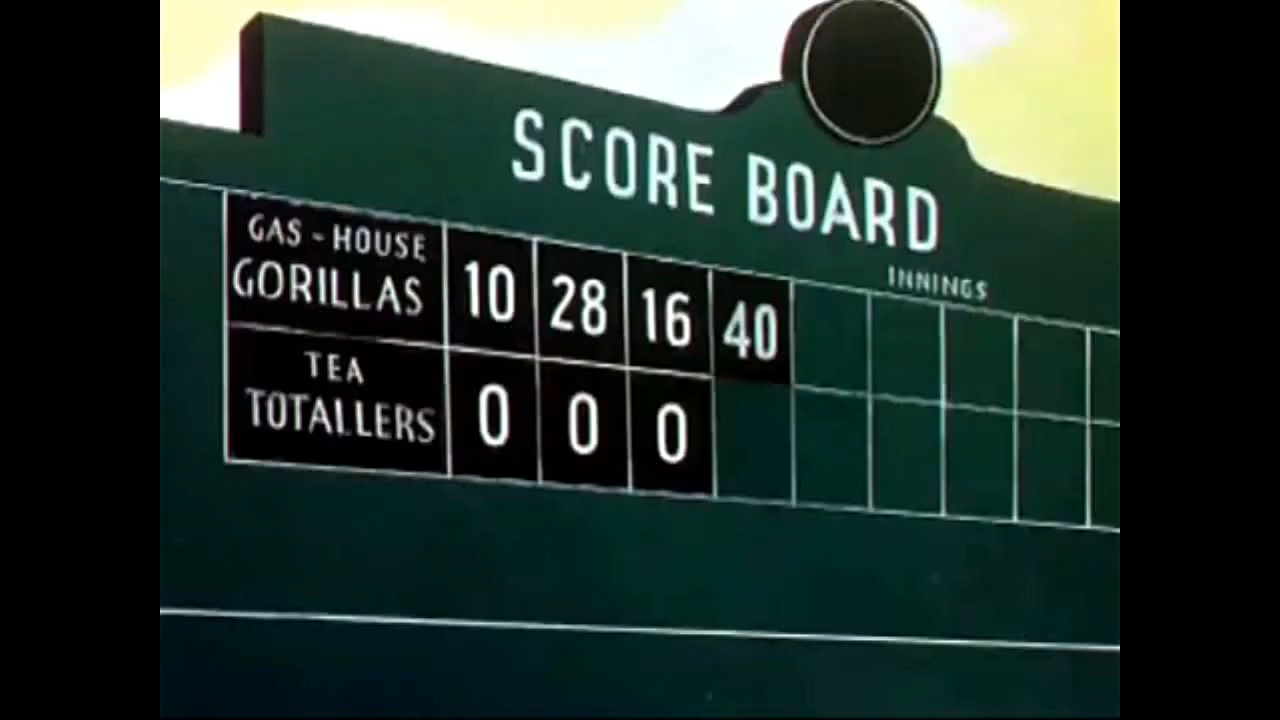 SCORE BOARD
INNINGS
GAS-HOUSE
GORILLAS 10 28 16 40
TEA
TOTALLERS 0 0 0